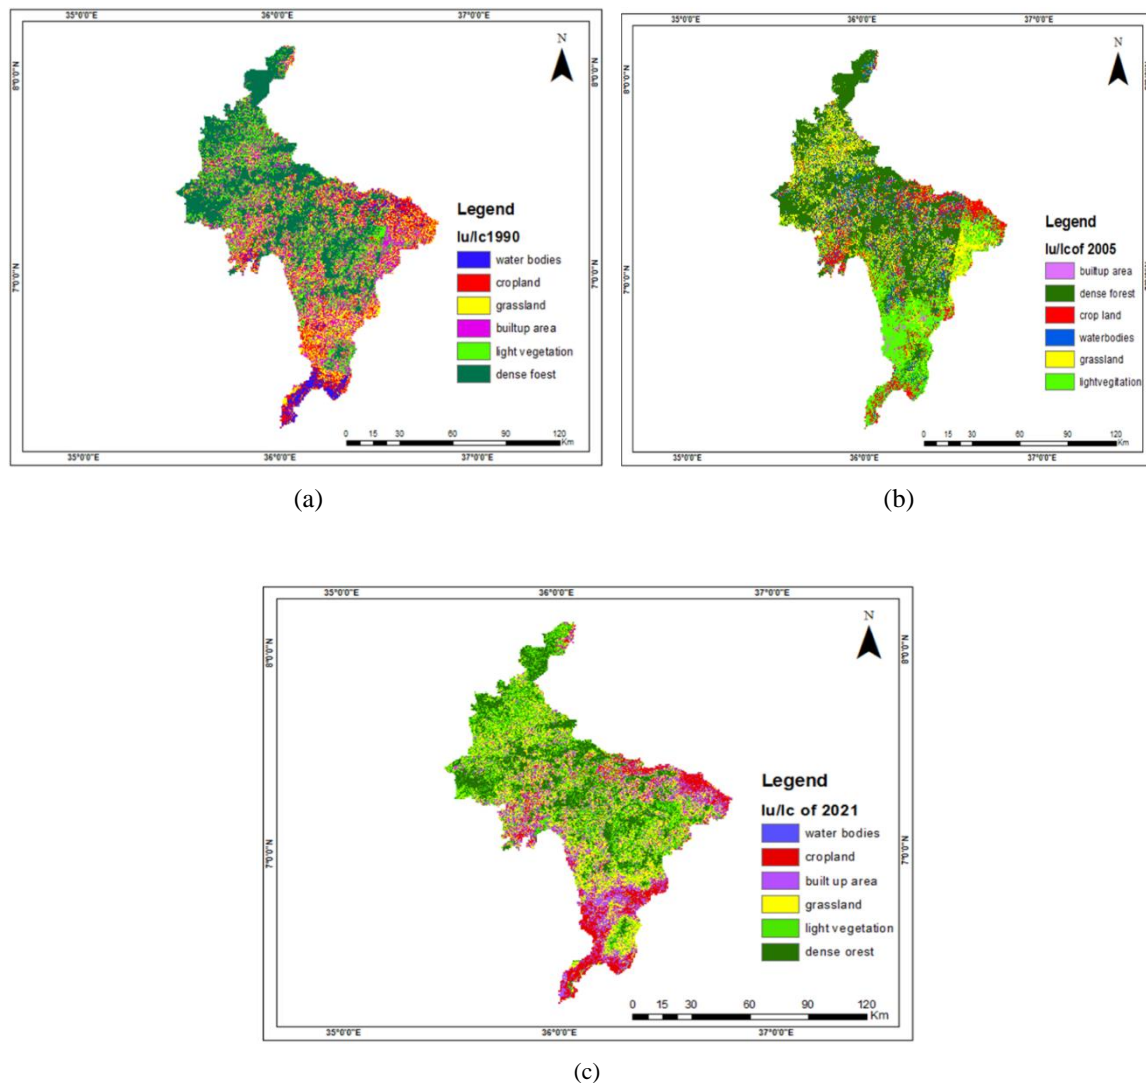 35°0'0"E 36°0'0"E 37°0'0"E
N
8°0'0"N
8°0'0"N
7°0'0"N
7°0'0"N
Legend
lu/lc1990
water bodies
cropland
grassland
builtup area
light vegetation
dense foest
0 15 30 60 90 120
Km
35°0'0"E 36°0'0"E 37°0'0"E
(a)
35°0'0"E 36°0'0"E 37°0'0"E
N
8°0'0"N
8°0'0"N
7°0'0"N
Legend
lu/lcof 2005
builtup area
dense forest
crop land
waterbodies
grassland
lightvegitation
0 15 30 60 90 120
Km
35°0'0"E 36°0'0"E 37°0'0"E
(b)
35°0'0"E 36°0'0"E 37°0'0"E
N
8°0'0"N
8°0'0"N
7°0'0"N
7°0'0"N
Legend
lu/lc of 2021
water bodies
cropland
built up area
grassland
light vegetation
dense orest
0 15 30 60 90 120
Km
35°0'0"E 36°0'0"E 37°0'0"E
(c)